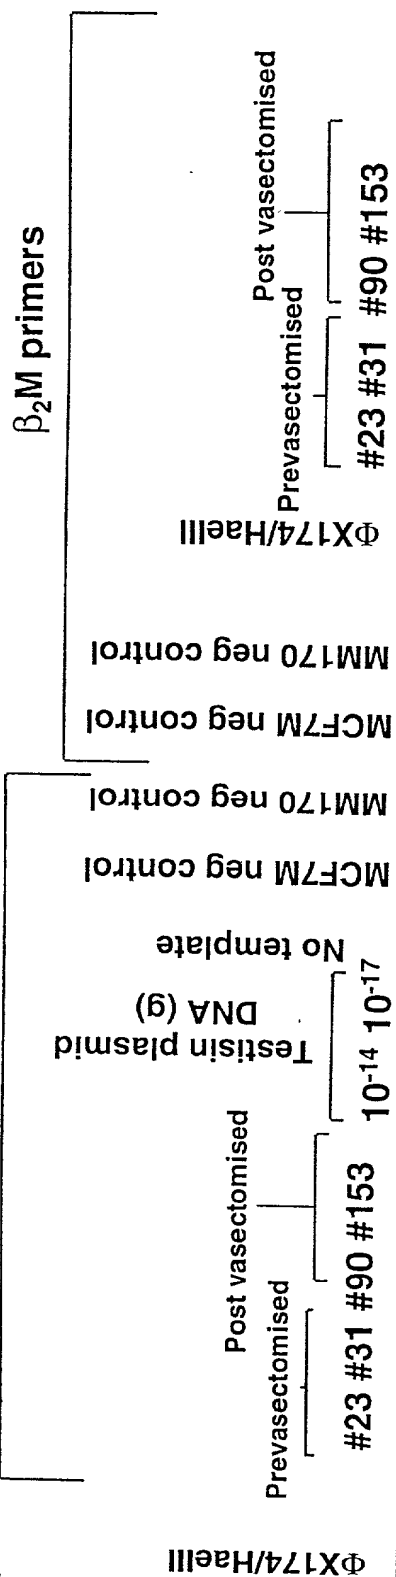 ΦX174/HaeIII
Prevasectomised
#23 #31
Post vasectomised
#90 #153
Testisin plasmid
DNA (g)
10⁻¹⁴ 10⁻¹⁷
No template
MCF7M neg control
MM170 neg control
β₂M primers
MCF7M neg control
MM170 neg control
ΦX174/HaeIII
Prevasectomised
#23 #31
Post vasectomised
#90 #153